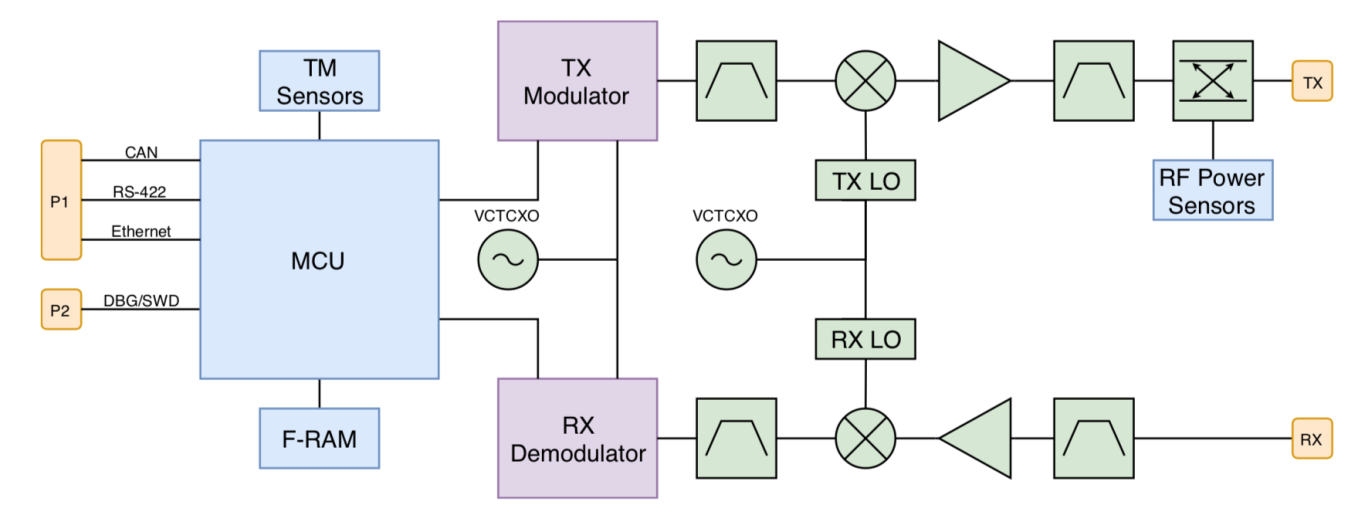 TM
Sensors
TX
Modulator
TX
CAN
RS-422
Ethernet
P1
MCU
VCTCXO
VCTCXO
TX LO
RF Power
Sensors
P2
DBG/SWD
RX LO
F-RAM
RX
Demodulator
RX